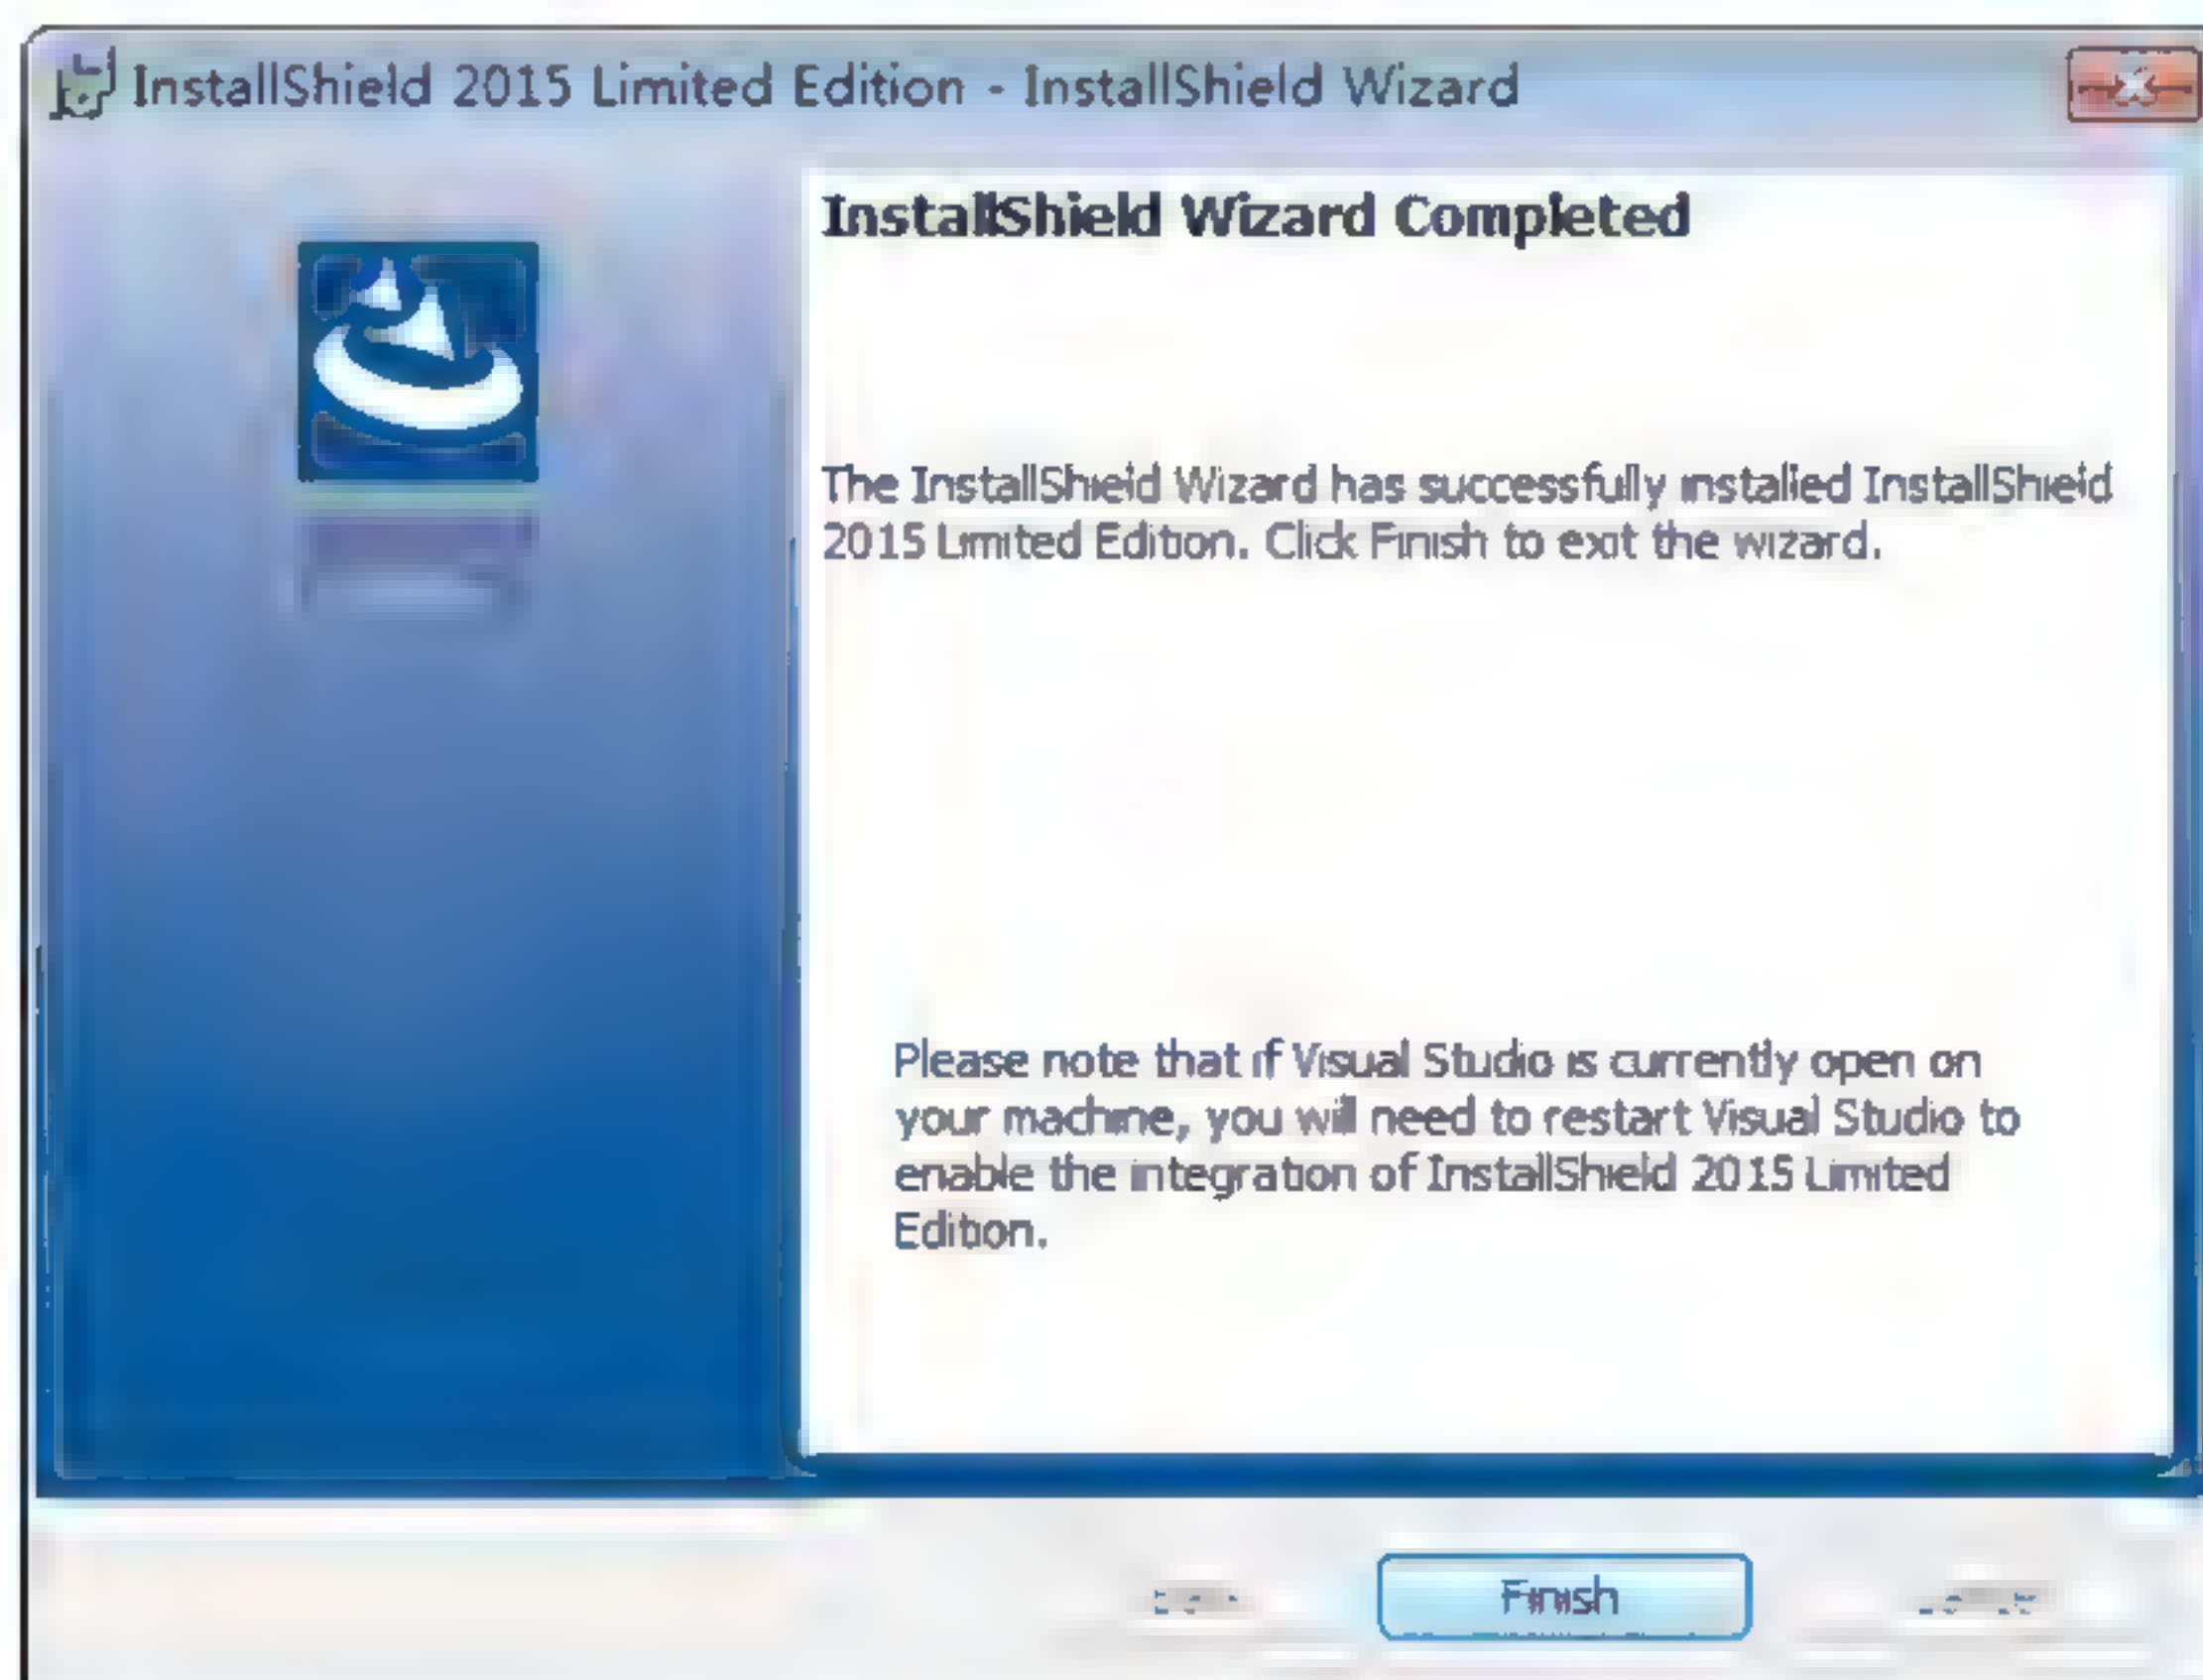 InstallShield 2015 Limited Edition - InstallShield Wizard
InstallShield Wizard Completed
The InstallShield Wizard has successfully installed InstallShield
2015 Limited Edition. Click Finish to exit the wizard.
Please note that if Visual Studio is currently open on
your machine, you will need to restart Visual Studio to
enable the integration of InstallShield 2015 Limited
Edition.
Finish